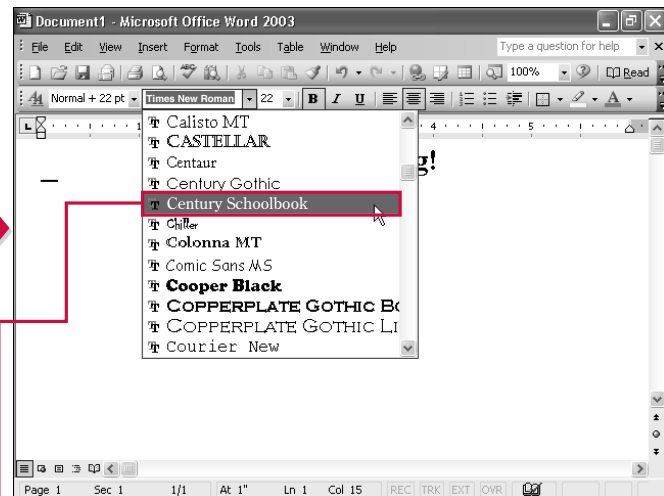 Document1 - Microsoft Office Word 2003
File Edit View Insert Format Tools Table Window Help Type a question for help
100% Read
Normal + 22 pt Times New Roman 22 B I U A
1 4 5
g!
Calisto MT
CASTELLAR
Centaur
Century Gothic
Century Schoolbook
Chiller
Colonna MT
Comic Sans MS
Cooper Black
COPPERPLATE GOTHIC BO
COPPERPLATE GOTHIC LI
Courier New
Page 1 Sec 1 1/1 At 1" Ln 1 Col 15 REC TRK EXT OVR